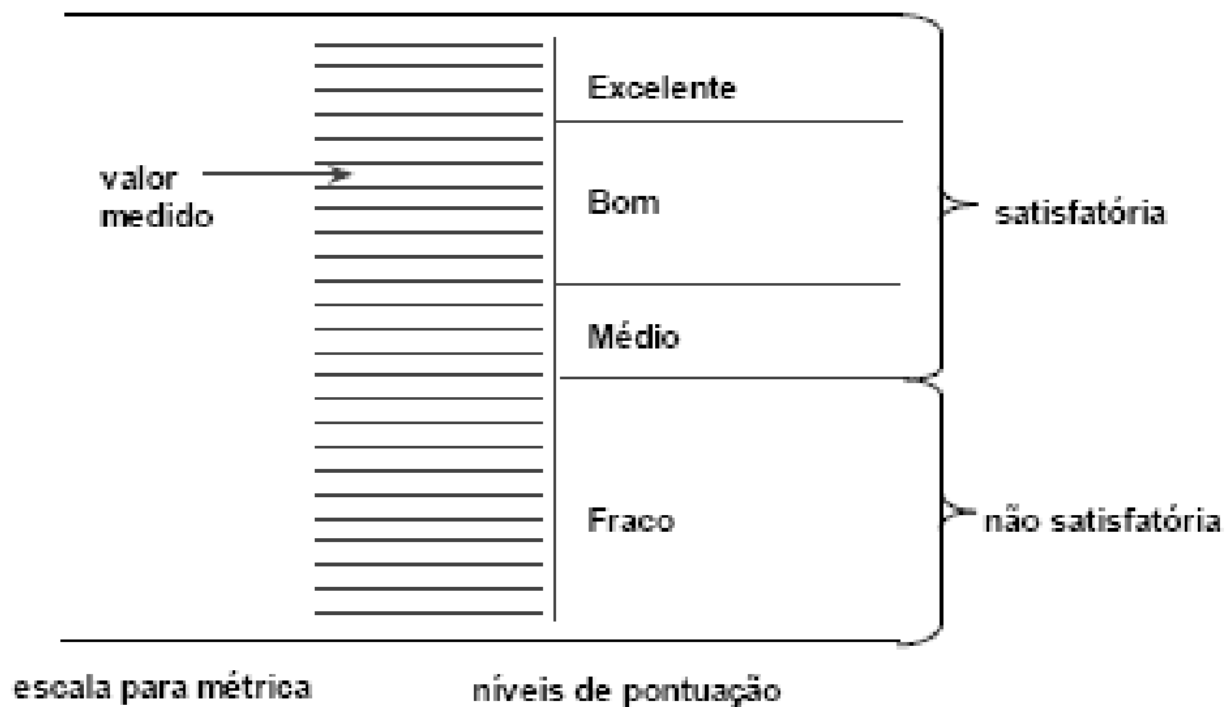 Excelente
valor
medido
Bom
satisfatória
Médio
Fraco
não satisfatória
escala para métrica
níveis de pontuação